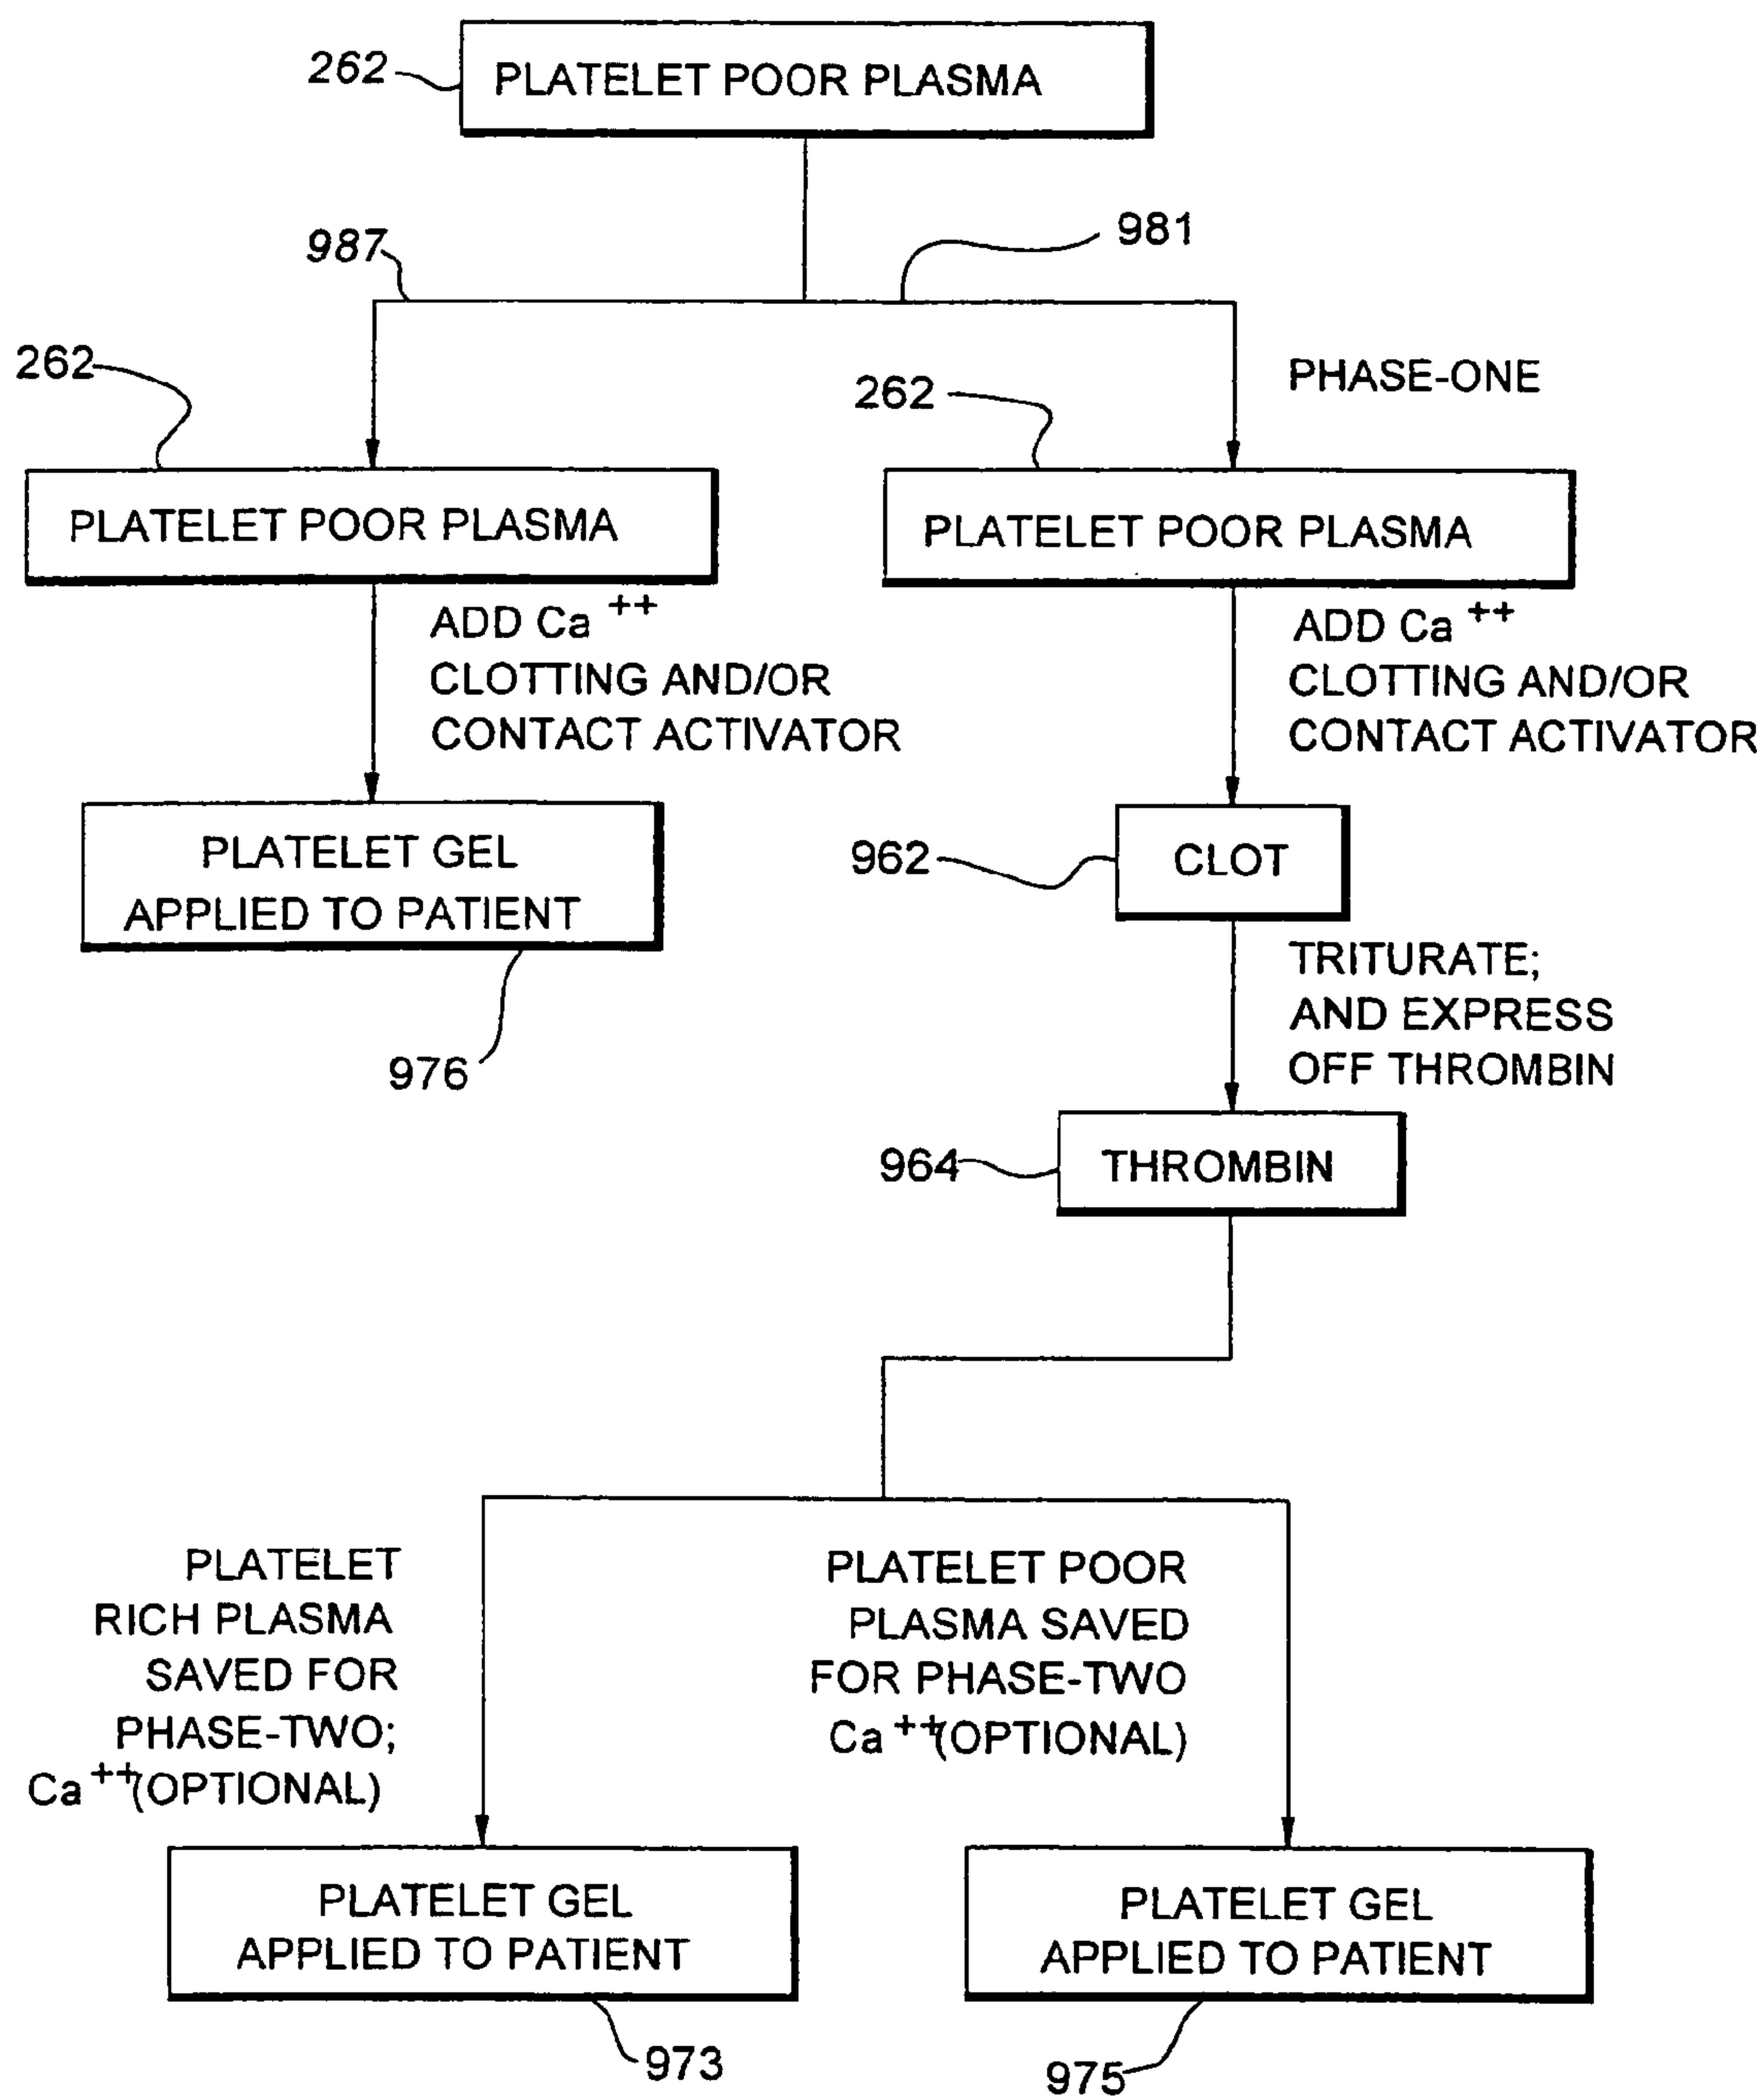 262
PLATELET POOR PLASMA
987
981
262
262
PHASE-ONE
PLATELET POOR PLASMA
PLATELET POOR PLASMA
ADD Ca ++
CLOTTING AND/OR
CONTACT ACTIVATOR
ADD Ca ++
CLOTTING AND/OR
CONTACT ACTIVATOR
PLATELET GEL
APPLIED TO PATIENT
976
962
CLOT
TRITURATE;
AND EXPRESS
OFF THROMBIN
964
THROMBIN
PLATELET
RICH PLASMA
SAVED FOR
PHASE-TWO;
Ca ++(OPTIONAL)
PLATELET POOR
PLASMA SAVED
FOR PHASE-TWO
Ca ++(OPTIONAL)
PLATELET GEL
APPLIED TO PATIENT
973
PLATELET GEL
APPLIED TO PATIENT
975